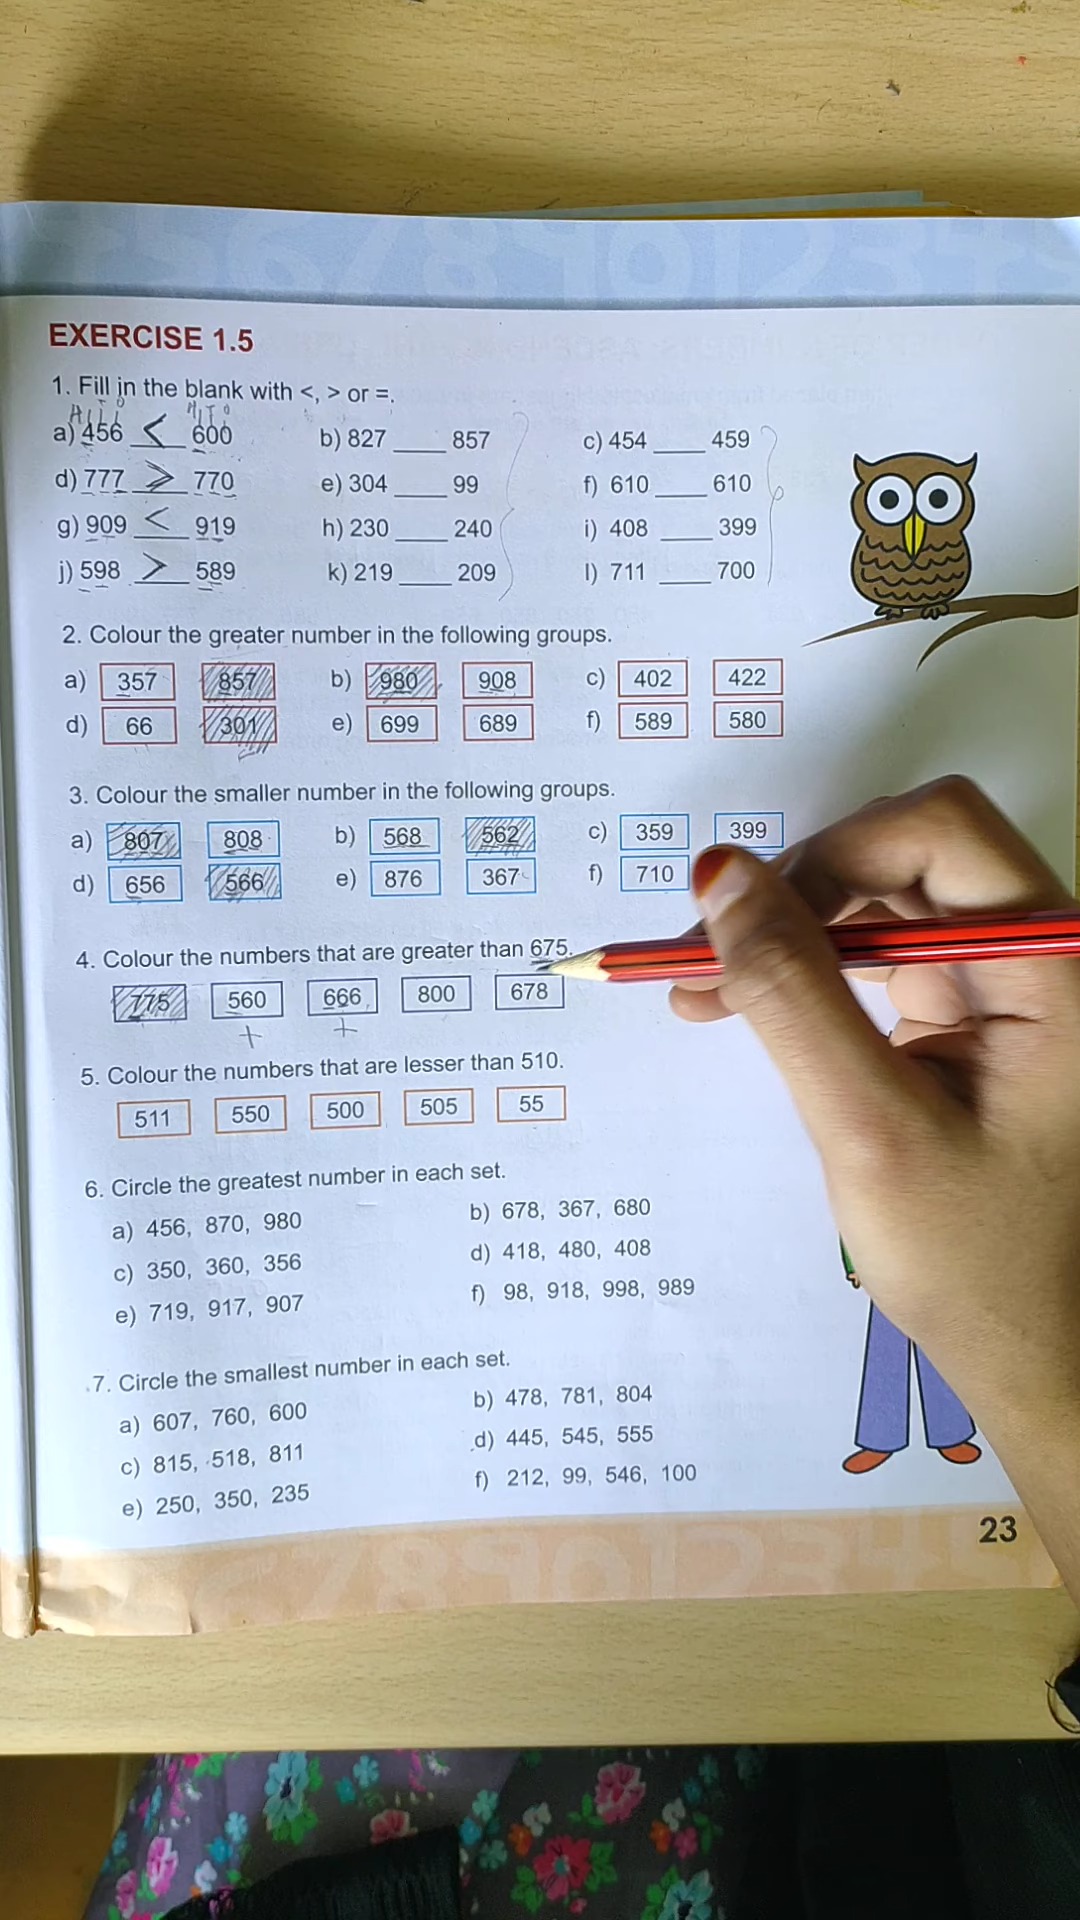 EXERCISE 1.5
1. Fill in the blank with <, > or =.
H T O H T O
a) 456 < 600 b) 827 ____ 857 c) 454 ____ 459
d) 777 > 770 e) 304 ____ 99 f) 610 ____ 610
g) 909 < 919 h) 230 ____ 240 i) 408 ____ 399
j) 598 > 589 k) 219 ____ 209 l) 711 ____ 700
2. Colour the greater number in the following groups.
a) 357 857 b) 980 908 c) 402 422
d) 66 301 e) 699 689 f) 589 580
3. Colour the smaller number in the following groups.
a) 807 808 b) 568 562 c) 359 399
d) 656 566 e) 876 367 f) 710
4. Colour the numbers that are greater than 675.
775 560 666 800 678
5. Colour the numbers that are lesser than 510.
511 550 500 505 55
6. Circle the greatest number in each set.
a) 456, 870, 980 b) 678, 367, 680
c) 350, 360, 356 d) 418, 480, 408
e) 719, 917, 907 f) 98, 918, 998, 989
7. Circle the smallest number in each set.
a) 607, 760, 600 b) 478, 781, 804
c) 815, 518, 811 d) 445, 545, 555
e) 250, 350, 235 f) 212, 99, 546, 100
23